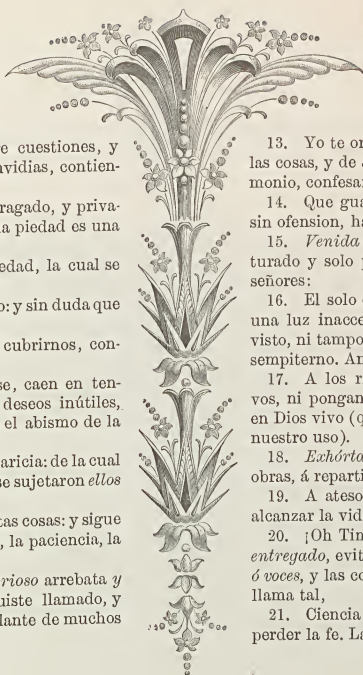 e cuestiones, y
nvidias, contien-
ragado, y priva-
a piedad es una
edad, la cual se
o: y sin duda que
cubrirnos, con-
se, caen en ten-
deseos inútiles,
el abismo de la
aricia: de la cual
se sujetaron ellos
tas cosas: y sigue
, la paciencia, la
rioso arrebata y
uiste llamado, y
lante de muchos
13. Yo te or
las cosas, y de
monio, confesan
14. Que gua
sin ofension, ha
15. Venida
turado y solo
señores:
16. El solo
una luz inacce
visto, ni tampo
sempiterno. A
17. A los r
vos, ni pongan
en Dios vivo (q
nuestro uso).
18. Exhórta
obras, á reparti
19. A ateso
alcanzar la vid
20. ¡Oh Tin
entregado, evit
ó voces, y las co
llama tal,
21. Ciencia
perder la fe. La